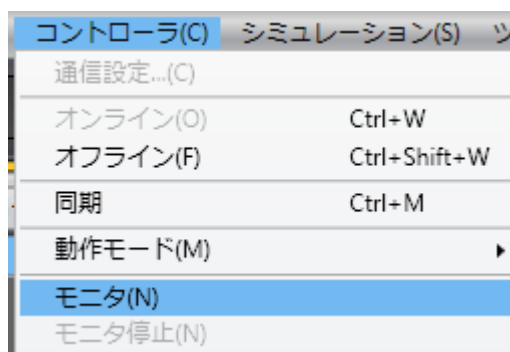 コントローラ(C) シミュレーション(S) ツ
通信設定...(C)
オンライン(O) Ctrl+W
オフライン(F) Ctrl+Shift+W
同期 Ctrl+M
動作モード(M)
モニタ(N)
モニタ停止(N)